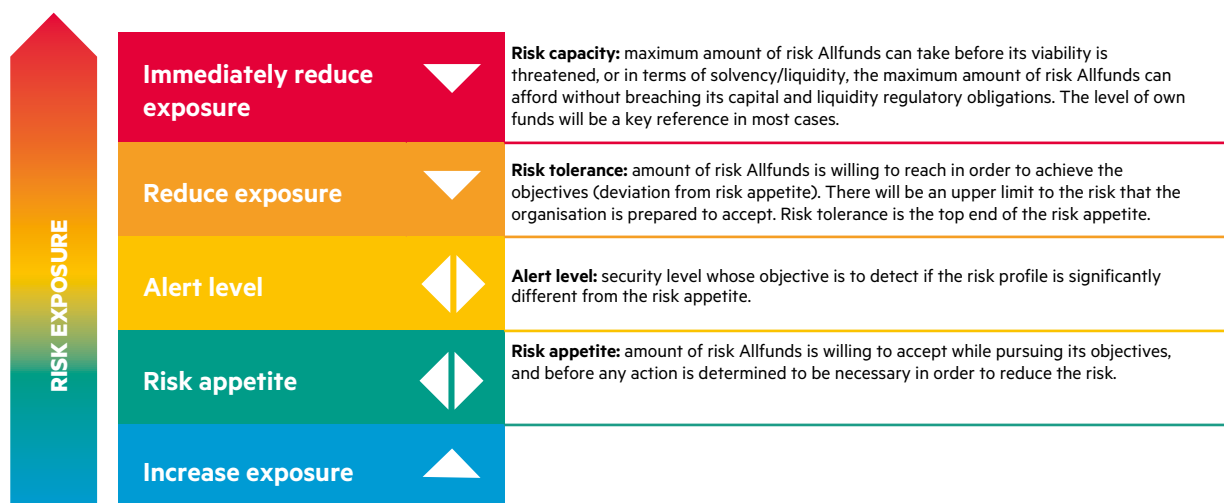 RISK EXPOSURE
Immediately reduce
exposure
Risk capacity: maximum amount of risk Allfunds can take before its viability is
threatened, or in terms of solvency/liquidity, the maximum amount of risk Allfunds can
afford without breaching its capital and liquidity regulatory obligations. The level of own
funds will be a key reference in most cases.
Reduce exposure
Risk tolerance: amount of risk Allfunds is willing to reach in order to achieve the
objectives (deviation from risk appetite). There will be an upper limit to the risk that the
organisation is prepared to accept. Risk tolerance is the top end of the risk appetite.
Alert level
Alert level: security level whose objective is to detect if the risk profile is significantly
different from the risk appetite.
Risk appetite
Risk appetite: amount of risk Allfunds is willing to accept while pursuing its objectives,
and before any action is determined to be necessary in order to reduce the risk.
Increase exposure